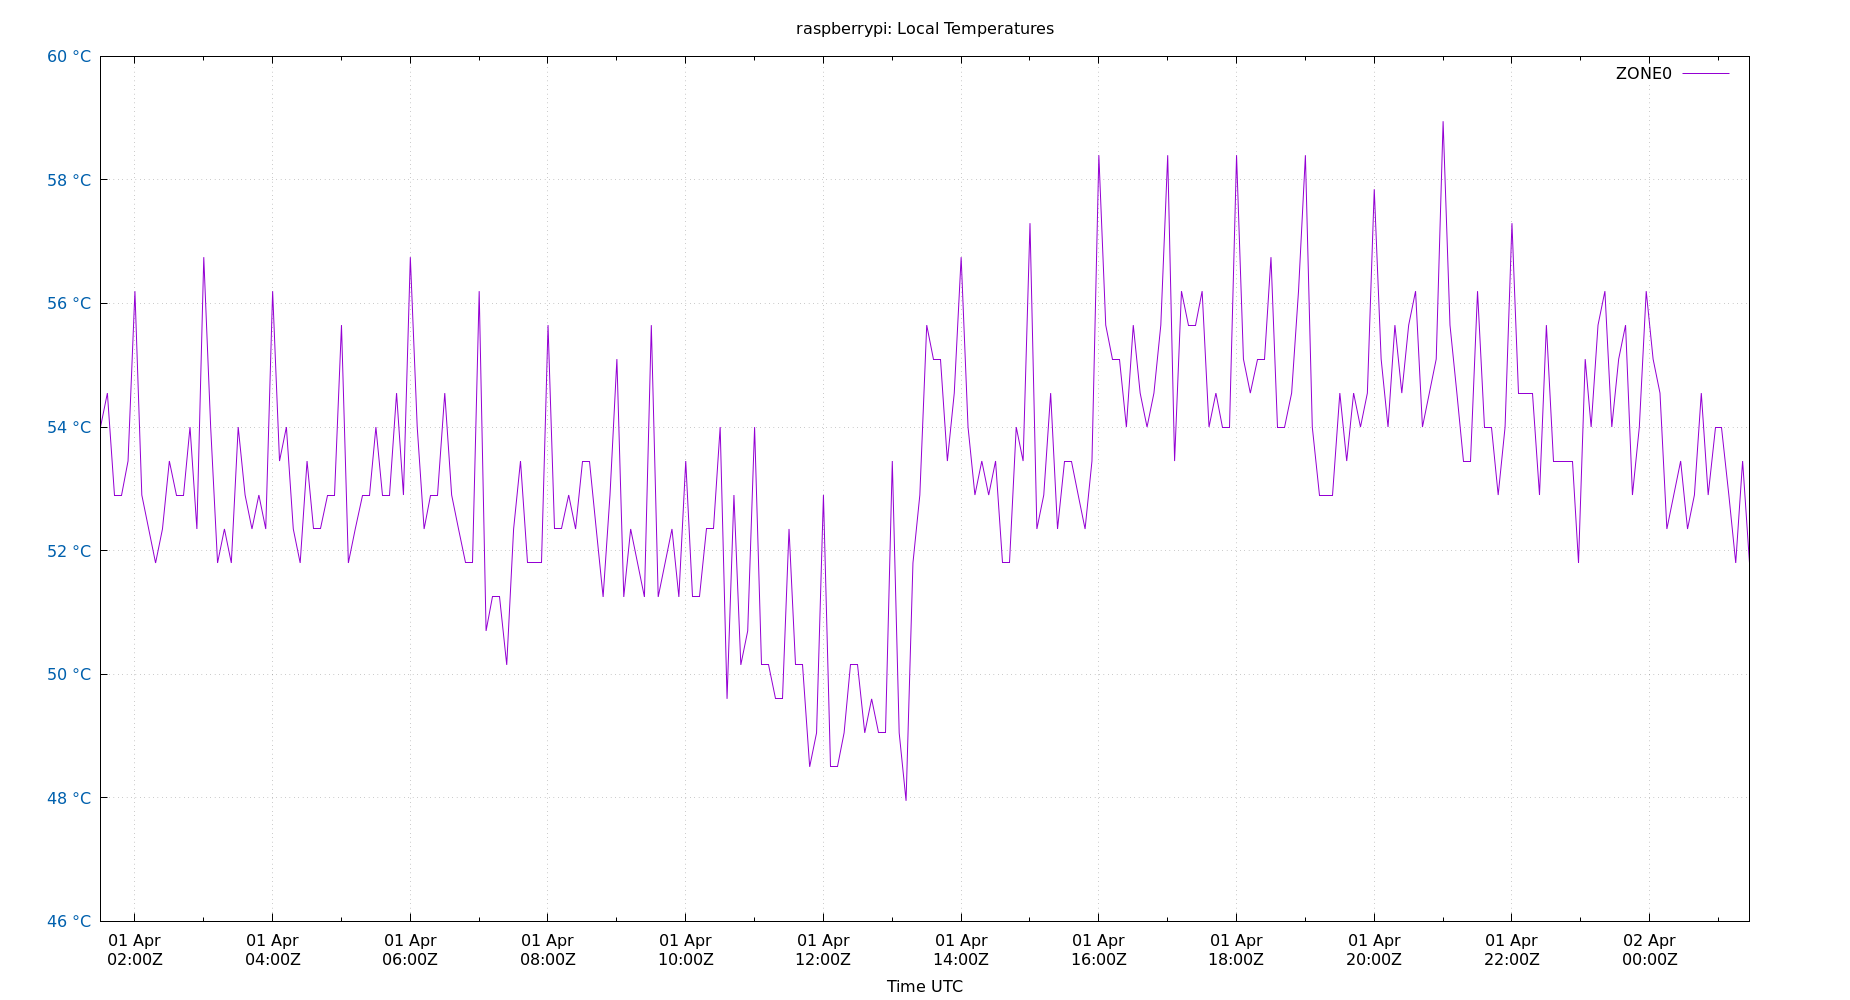 raspberrypi: Local Temperatures
ZONE0
60 °C
58 °C
56 °C
54 °C
52 °C
50 °C
48 °C
46 °C
01 Apr 01 Apr 01 Apr 01 Apr 01 Apr 01 Apr 01 Apr 01 Apr 01 Apr 01 Apr 01 Apr 02 Apr
02:00Z 04:00Z 06:00Z 08:00Z 10:00Z 12:00Z 14:00Z 16:00Z 18:00Z 20:00Z 22:00Z 00:00Z
Time UTC